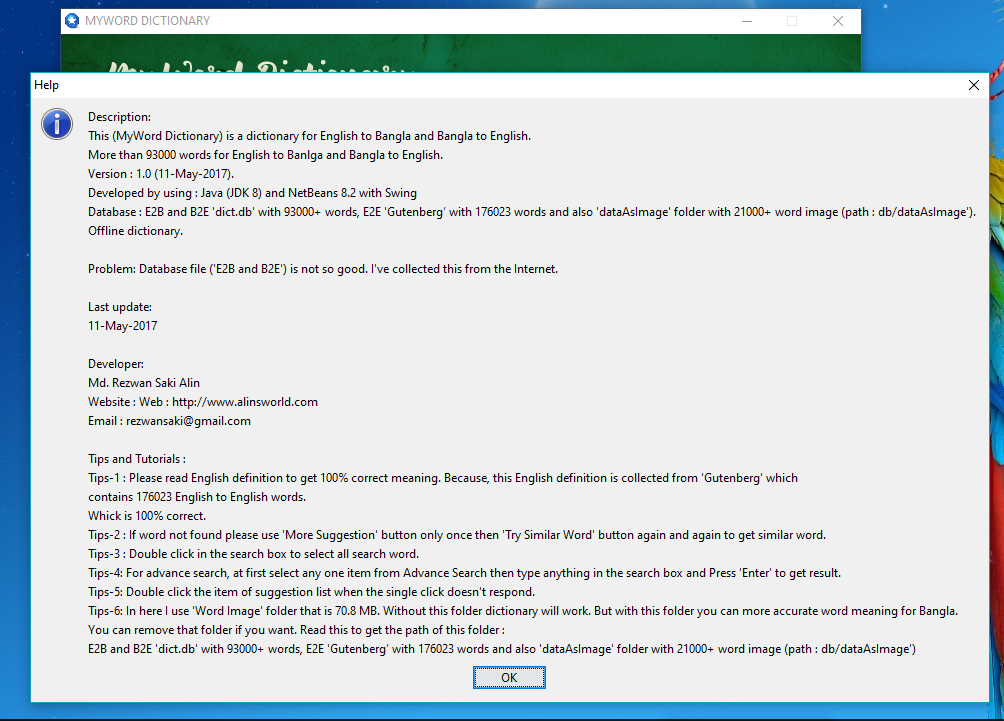 MYWORD DICTIONARY
MyWord Dictionary
Help
Description:
This (MyWord Dictionary) is a dictionary for English to Bangla and Bangla to English.
More than 93000 words for English to Banlga and Bangla to English.
Version : 1.0 (11-May-2017).
Developed by using : Java (JDK 8) and NetBeans 8.2 with Swing
Database : E2B and B2E 'dict.db' with 93000+ words, E2E 'Gutenberg' with 176023 words and also 'dataAsImage' folder with 21000+ word image (path : db/dataAsImage').
Offline dictionary.
Problem: Database file ('E2B and B2E') is not so good. I've collected this from the Internet.
Last update:
11-May-2017
Developer:
Md. Rezwan Saki Alin
Website : Web : http://www.alinsworld.com
Email : rezwansaki@gmail.com
Tips and Tutorials :
Tips-1 : Please read English definition to get 100% correct meaning. Because, this English definition is collected from 'Gutenberg' which
contains 176023 English to English words.
Whick is 100% correct.
Tips-2 : If word not found please use 'More Suggestion' button only once then 'Try Similar Word' button again and again to get similar word.
Tips-3 : Double click in the search box to select all search word.
Tips-4: For advance search, at first select any one item from Advance Search then type anything in the search box and Press 'Enter' to get result.
Tips-5: Double click the item of suggestion list when the single click doesn't respond.
Tips-6: In here I use 'Word Image' folder that is 70.8 MB. Without this folder dictionary will work. But with this folder you can more accurate word meaning for Bangla.
You can remove that folder if you want. Read this to get the path of this folder :
E2B and B2E 'dict.db' with 93000+ words, E2E 'Gutenberg' with 176023 words and also 'dataAsImage' folder with 21000+ word image (path : db/dataAsImage')
OK